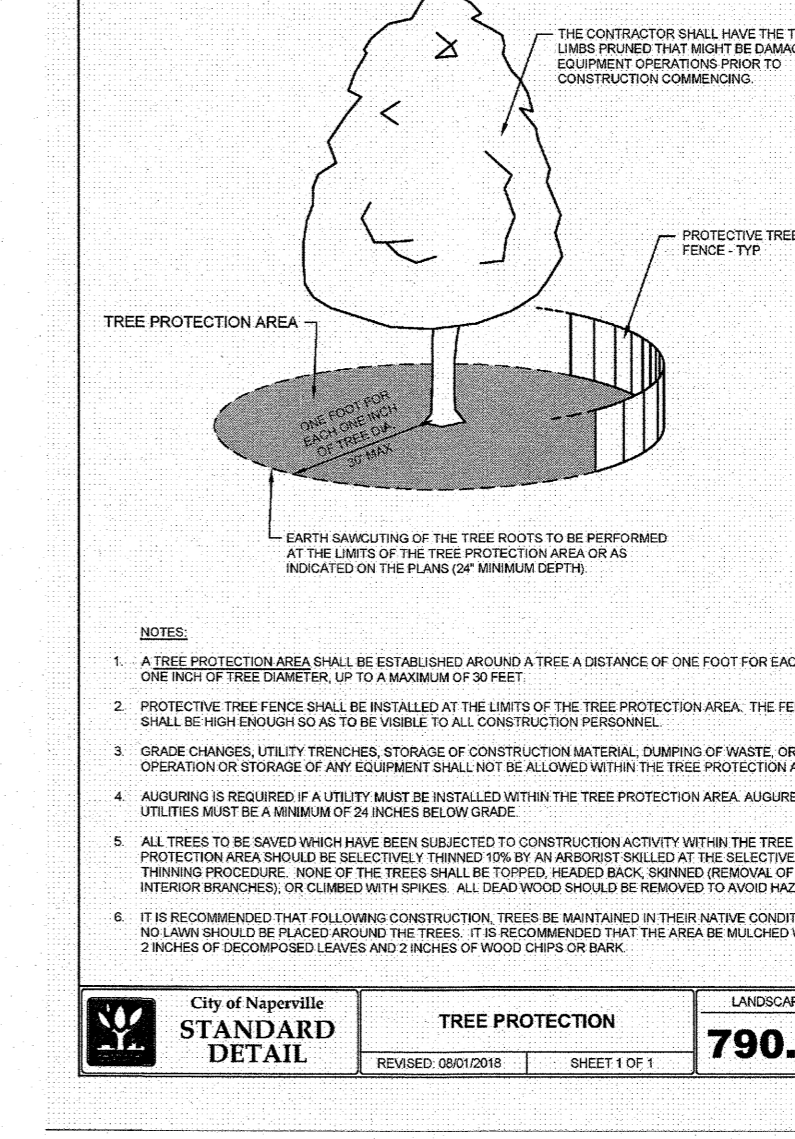 THE CONTRACTOR SHALL HAVE THE T
LIMBS PRUNED THAT MIGHT BE DAMAG
EQUIPMENT OPERATIONS PRIOR TO
CONSTRUCTION COMMENCING.
PROTECTIVE TREE
FENCE - TYP
TREE PROTECTION AREA
ONE FOOT FOR
EACH ONE INCH
OF TREE DIA.
30' MAX
EARTH SAWCUTING OF THE TREE ROOTS TO BE PERFORMED
AT THE LIMITS OF THE TREE PROTECTION AREA OR AS
INDICATED ON THE PLANS (24" MINIMUM DEPTH).
NOTES:
1. A TREE PROTECTION AREA SHALL BE ESTABLISHED AROUND A TREE A DISTANCE OF ONE FOOT FOR EAC
ONE INCH OF TREE DIAMETER, UP TO A MAXIMUM OF 30 FEET.
2. PROTECTIVE TREE FENCE SHALL BE INSTALLED AT THE LIMITS OF THE TREE PROTECTION AREA. THE FE
SHALL BE HIGH ENOUGH SO AS TO BE VISIBLE TO ALL CONSTRUCTION PERSONNEL.
3. GRADE CHANGES, UTILITY TRENCHES, STORAGE OF CONSTRUCTION MATERIAL, DUMPING OF WASTE, OR
OPERATION OR STORAGE OF ANY EQUIPMENT SHALL NOT BE ALLOWED WITHIN THE TREE PROTECTION A
4. AUGURING IS REQUIRED IF A UTILITY MUST BE INSTALLED WITHIN THE TREE PROTECTION AREA. AUGURE
UTILITIES MUST BE A MINIMUM OF 24 INCHES BELOW GRADE.
5. ALL TREES TO BE SAVED WHICH HAVE BEEN SUBJECTED TO CONSTRUCTION ACTIVITY WITHIN THE TREE
PROTECTION AREA SHOULD BE SELECTIVELY THINNED 10% BY AN ARBORIST SKILLED AT THE SELECTIVE
THINNING PROCEDURE. NONE OF THE TREES SHALL BE TOPPED, HEADED BACK, SKINNED (REMOVAL OF
INTERIOR BRANCHES), OR CLIMBED WITH SPIKES. ALL DEAD WOOD SHOULD BE REMOVED TO AVOID HAZ
6. IT IS RECOMMENDED THAT FOLLOWING CONSTRUCTION, TREES BE MAINTAINED IN THEIR NATIVE CONDIT
NO LAWN SHOULD BE PLACED AROUND THE TREES. IT IS RECOMMENDED THAT THE AREA BE MULCHED W
2 INCHES OF DECOMPOSED LEAVES AND 2 INCHES OF WOOD CHIPS OR BARK.
City of Naperville
STANDARD
DETAIL
TREE PROTECTION
REVISED: 08/01/2018
SHEET 1 OF 1
LANDSCAP
790.